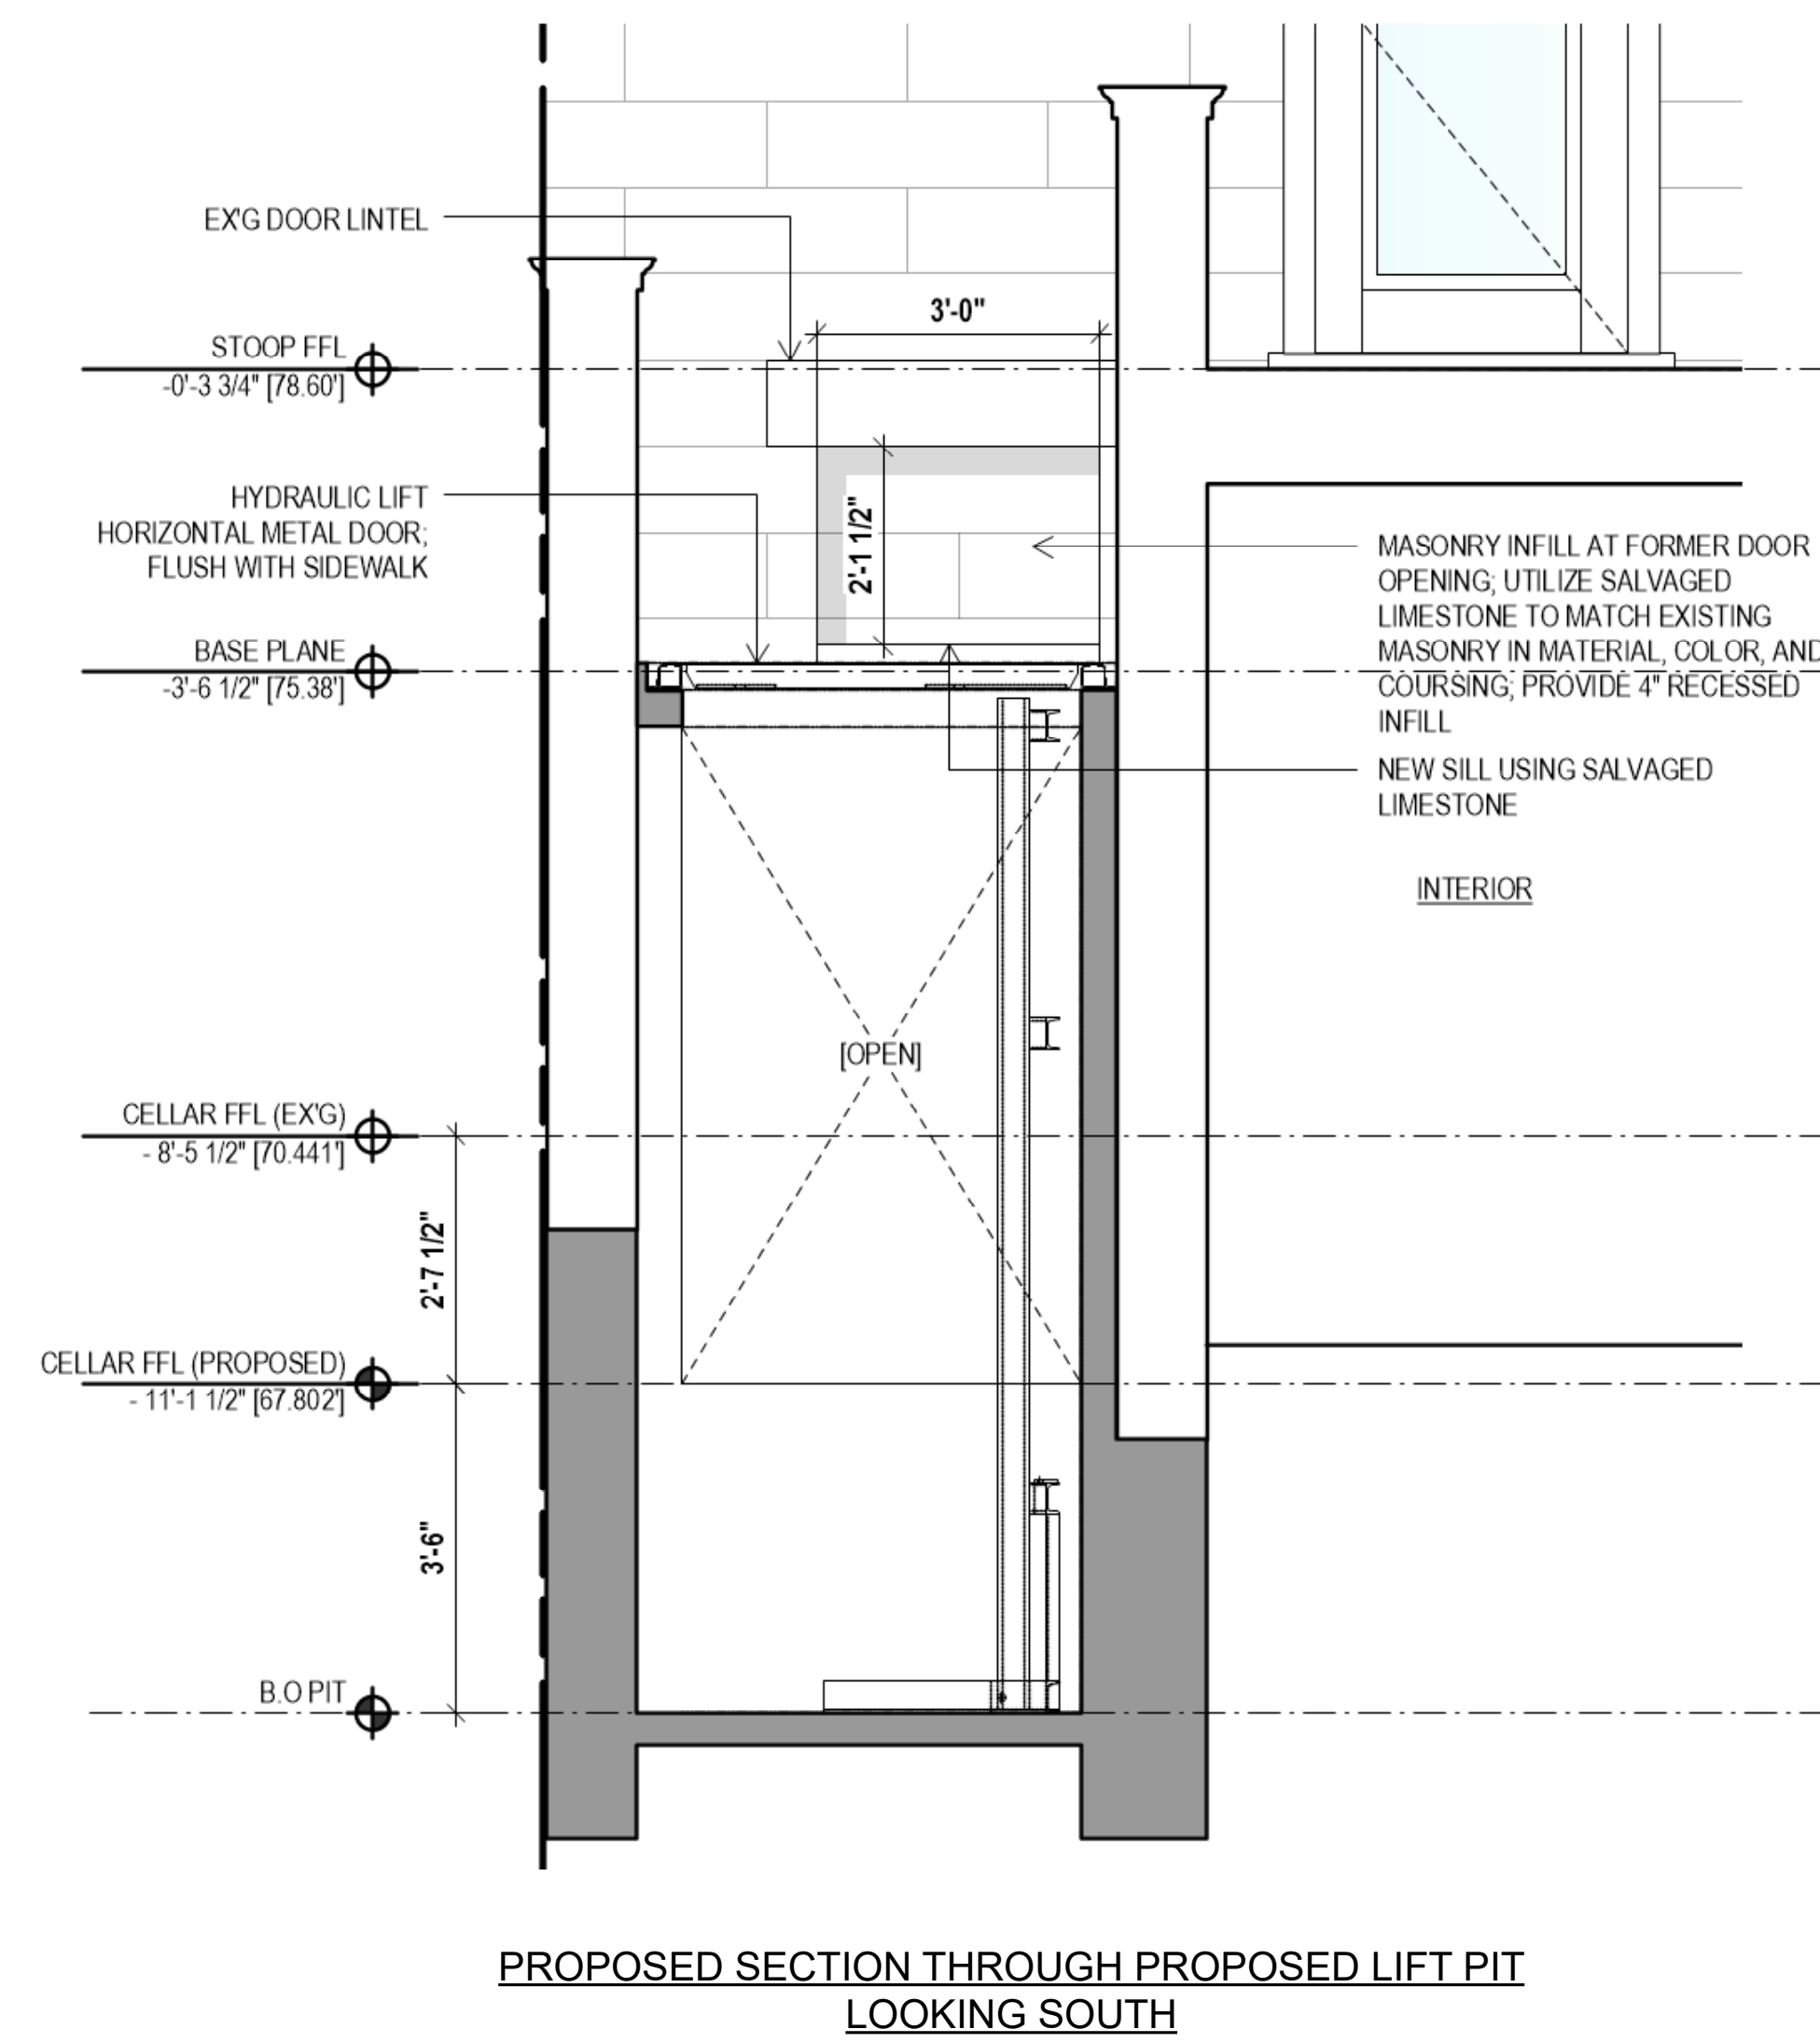 EX'G DOOR LINTEL
3'-0"
STOOP FFL
-0'-3 3/4" [78.60']
HYDRAULIC LIFT
HORIZONTAL METAL DOOR;
FLUSH WITH SIDEWALK
2'-1 1/2"
MASONRY INFILL AT FORMER DOOR
OPENING; UTILIZE SALVAGED
LIMESTONE TO MATCH EXISTING
MASONRY IN MATERIAL, COLOR, AND
COURSING; PROVIDE 4" RECESSED
INFILL
BASE PLANE
-3'-6 1/2" [75.38']
NEW SILL USING SALVAGED
LIMESTONE
INTERIOR
[OPEN]
CELLAR FFL (EX'G)
- 8'-5 1/2" [70.441']
2'-7 1/2"
CELLAR FFL (PROPOSED)
- 11'-1 1/2" [67.802']
3'-6"
B.O PIT
PROPOSED SECTION THROUGH PROPOSED LIFT PIT
LOOKING SOUTH